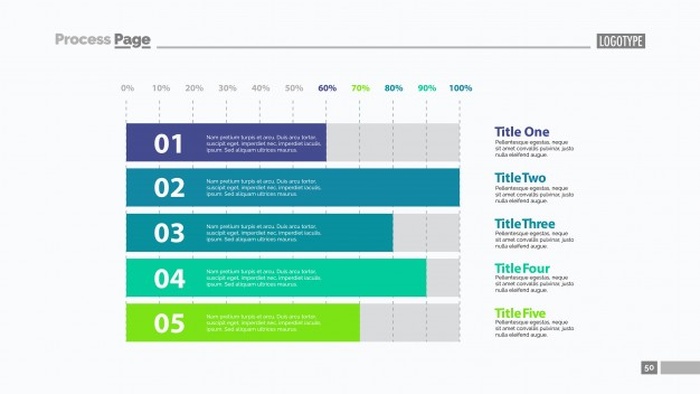 Process Page
LOGOTYPE
0% 10% 20% 30% 40% 50% 60% 70% 80% 90% 100%
01
Nam pretium turpis et arcu. Duis arcu tortor,
suscipit eget, imperdiet nec, imperdiet iaculis,
ipsum. Sed aliquam ultrices mauris.
Title One
Pellentesque egestas, neque
sit amet convallis pulvinar, justo
nulla eleifend augue.
02
Nam pretium turpis et arcu. Duis arcu tortor,
suscipit eget, imperdiet nec, imperdiet iaculis,
ipsum. Sed aliquam ultrices mauris.
Title Two
Pellentesque egestas, neque
sit amet convallis pulvinar, justo
nulla eleifend augue.
03
Nam pretium turpis et arcu. Duis arcu tortor,
suscipit eget, imperdiet nec, imperdiet iaculis,
ipsum. Sed aliquam ultrices mauris.
Title Three
Pellentesque egestas, neque
sit amet convallis pulvinar, justo
nulla eleifend augue.
04
Nam pretium turpis et arcu. Duis arcu tortor,
suscipit eget, imperdiet nec, imperdiet iaculis,
ipsum. Sed aliquam ultrices mauris.
Title Four
Pellentesque egestas, neque
sit amet convallis pulvinar, justo
nulla eleifend augue.
05
Nam pretium turpis et arcu. Duis arcu tortor,
suscipit eget, imperdiet nec, imperdiet iaculis,
ipsum. Sed aliquam ultrices mauris.
Title Five
Pellentesque egestas, neque
sit amet convallis pulvinar, justo
nulla eleifend augue.
50